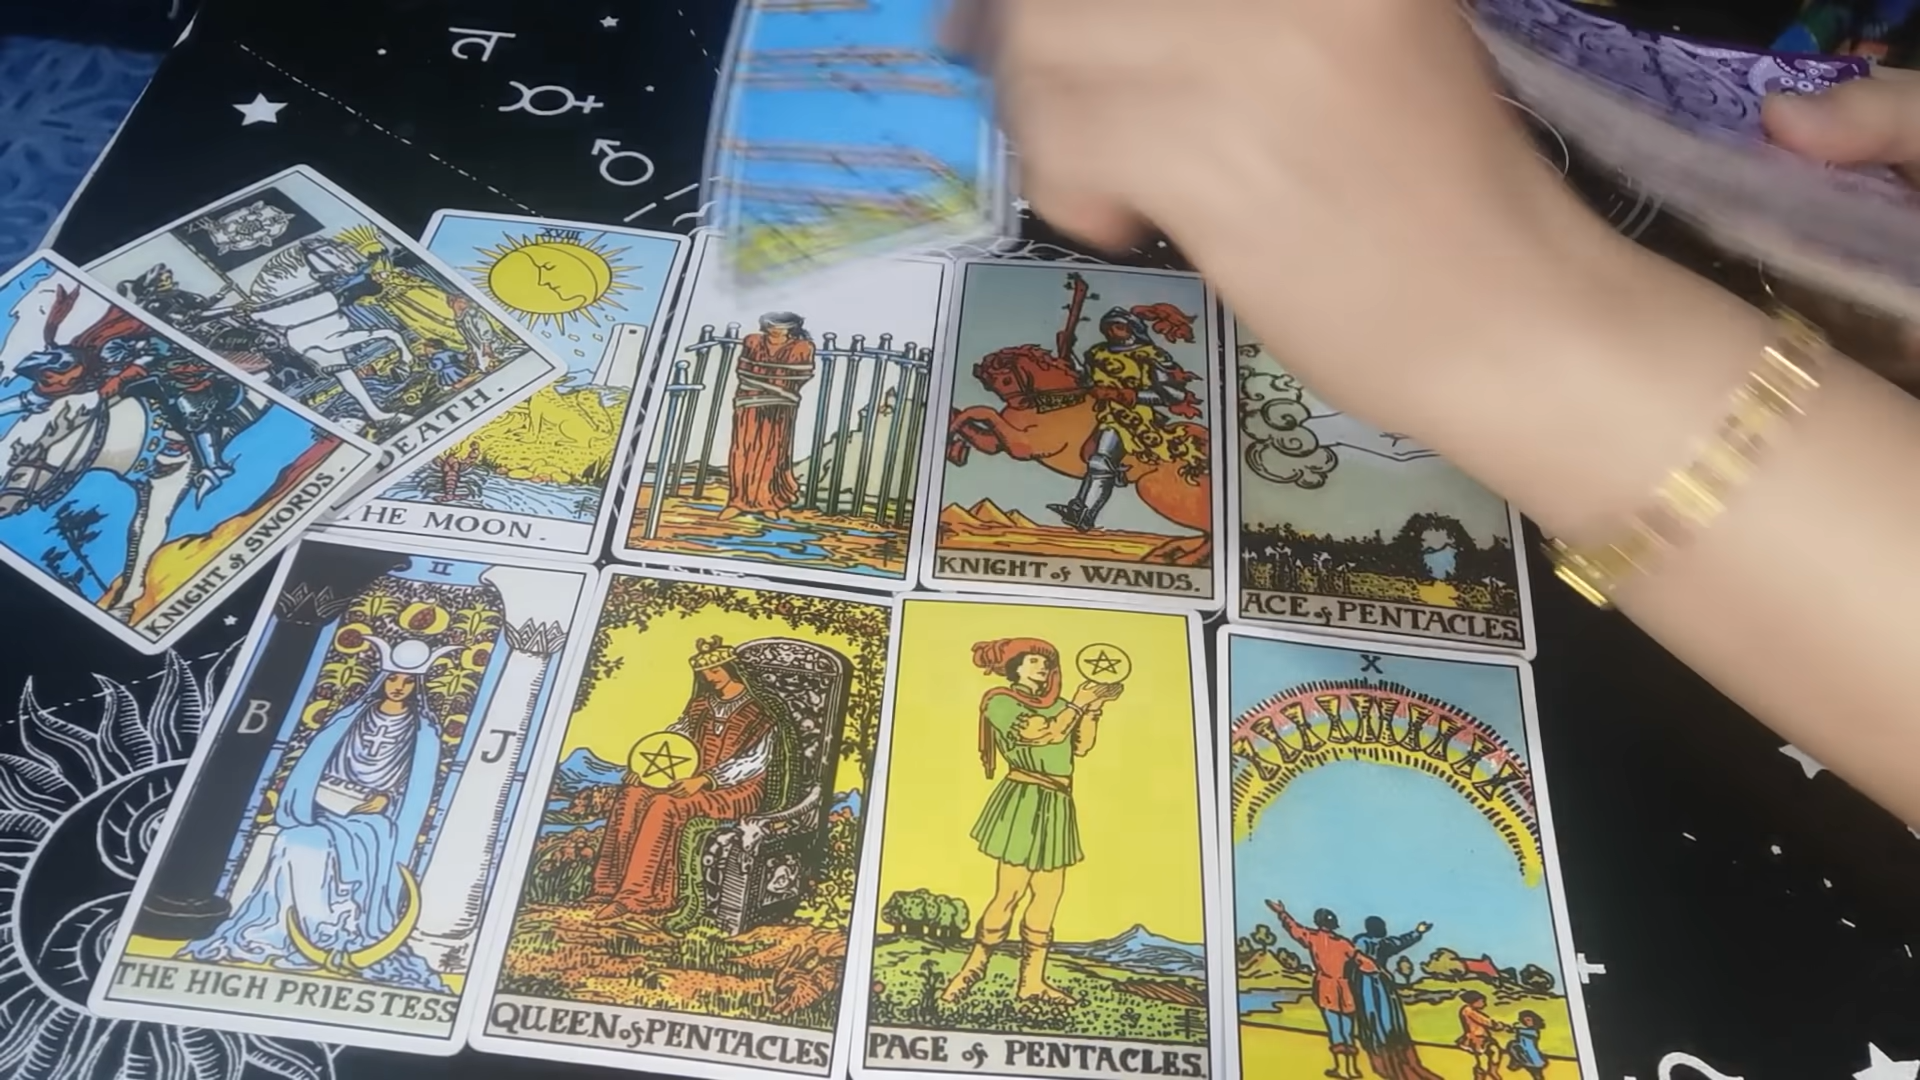 त
XVIII
DEATH.
KNIGHT of SWORDS.
THE MOON.
KNIGHT of WANDS.
ACE of PENTACLES
II
B
J
THE HIGH PRIESTESS
QUEEN of PENTACLES
PAGE of PENTACLES.
X